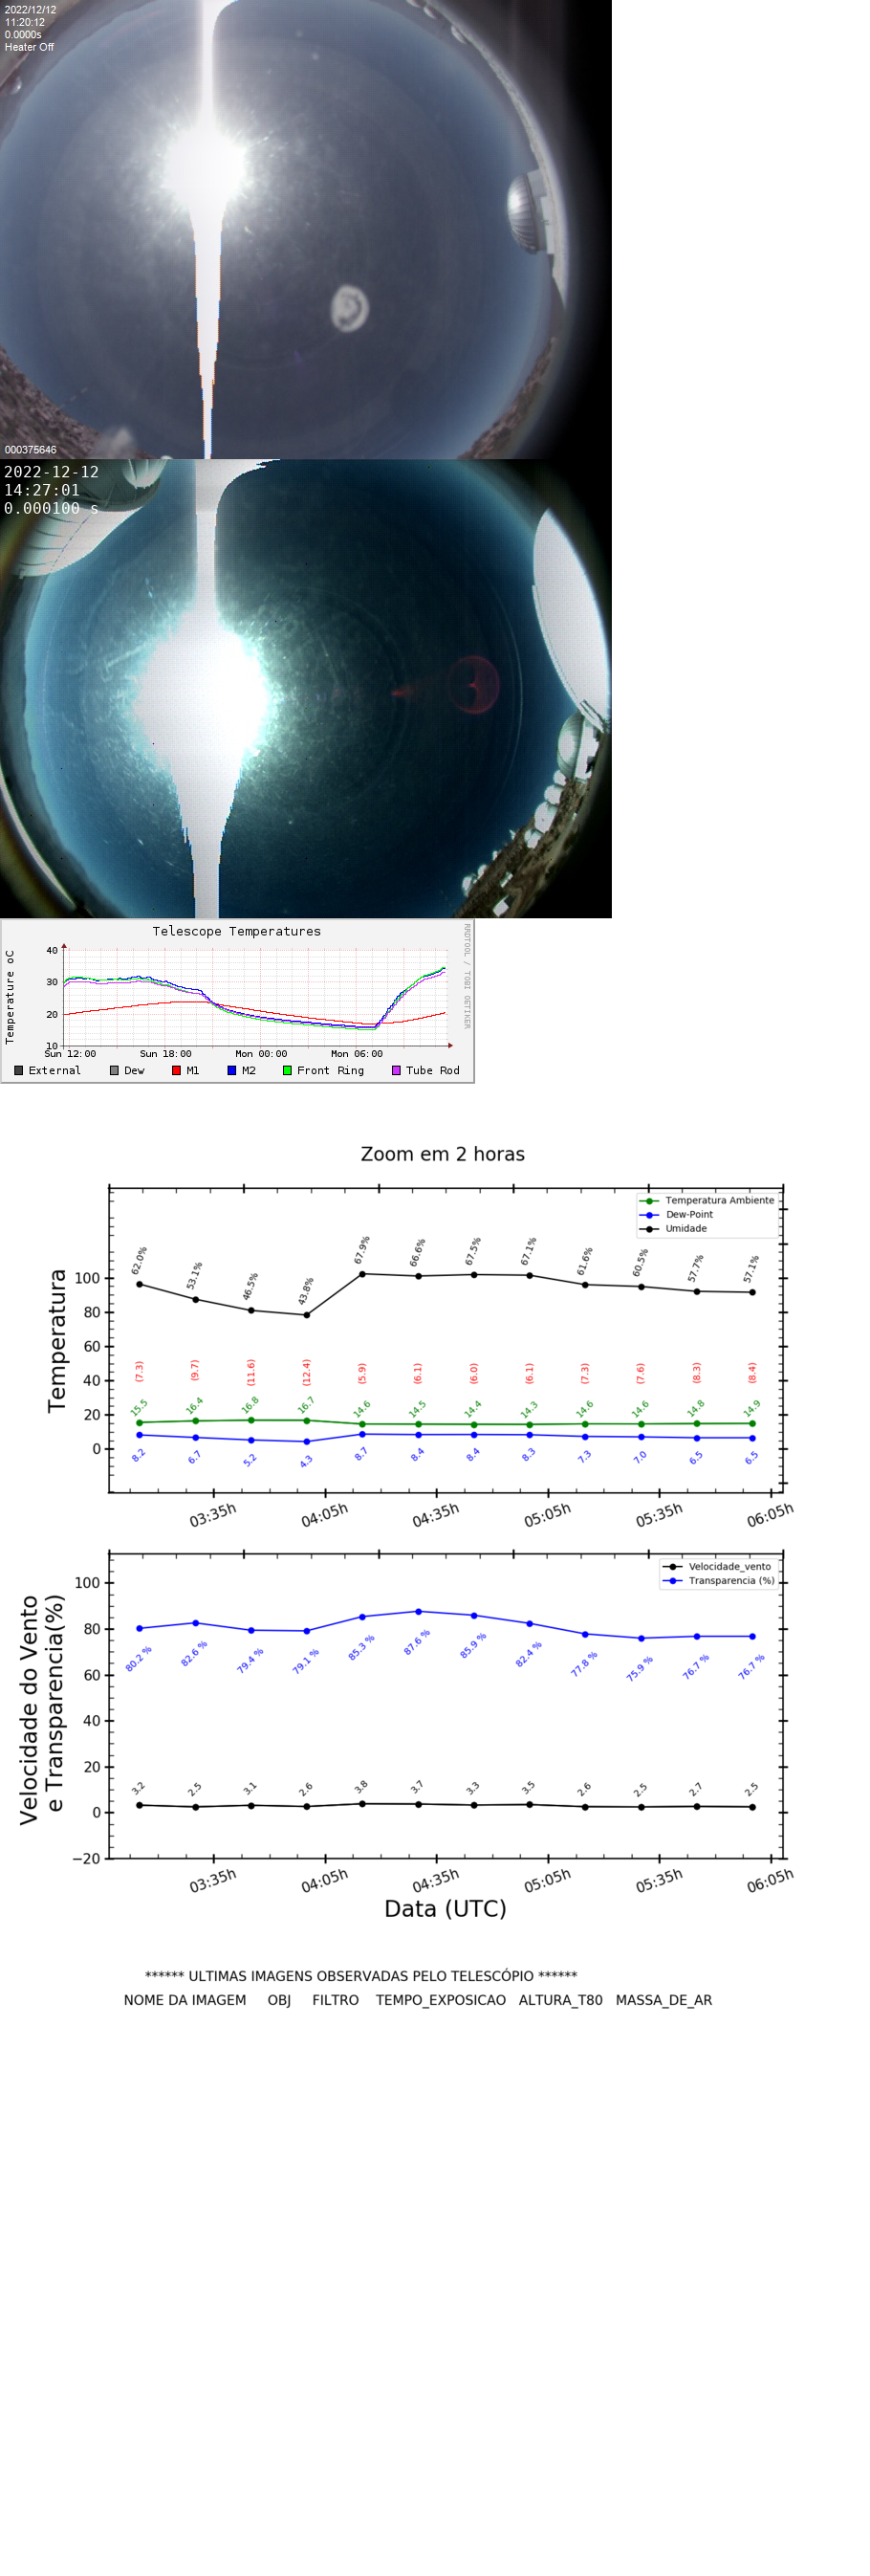 2022/12/12
11:20:12
0.0000s
Heater Off
000375646
2022-12-12
14:27:01
0.000100 s
Telescope Temperatures
Temperature oC
40
30
20
10
Sun 12:00 Sun 18:00 Mon 00:00 Mon 06:00
External Dew M1 M2 Front Ring Tube Rod
RRDTOOL / TOBI OETIKER
Zoom em 2 horas
Temperatura Ambiente
Dew-Point
Umidade
Temperatura
100
80
60
40
20
0
62.0% 53.1% 46.5% 43.8% 67.9% 66.6% 67.5% 67.1% 61.6% 60.5% 57.7% 57.1%
(7.3) (9.7) (11.6) (12.4) (5.9) (6.1) (6.0) (6.1) (7.3) (7.6) (8.3) (8.4)
15.5 16.4 16.8 16.7 14.6 14.5 14.4 14.3 14.6 14.6 14.8 14.9
8.2 6.7 5.2 4.3 8.7 8.4 8.4 8.3 7.3 7.0 6.5 6.5
03:35h 04:05h 04:35h 05:05h 05:35h 06:05h
Velocidade_vento
Transparencia (%)
Velocidade do Vento
e Transparencia(%)
100
80
60
40
20
0
−20
80.2 % 82.6 % 79.4 % 79.1 % 85.3 % 87.6 % 85.9 % 82.4 % 77.8 % 75.9 % 76.7 % 76.7 %
3.2 2.5 3.1 2.6 3.8 3.7 3.3 3.5 2.6 2.5 2.7 2.5
03:35h 04:05h 04:35h 05:05h 05:35h 06:05h
Data (UTC)
****** ULTIMAS IMAGENS OBSERVADAS PELO TELESCÓPIO ******
NOME DA IMAGEM OBJ FILTRO TEMPO_EXPOSICAO ALTURA_T80 MASSA_DE_AR